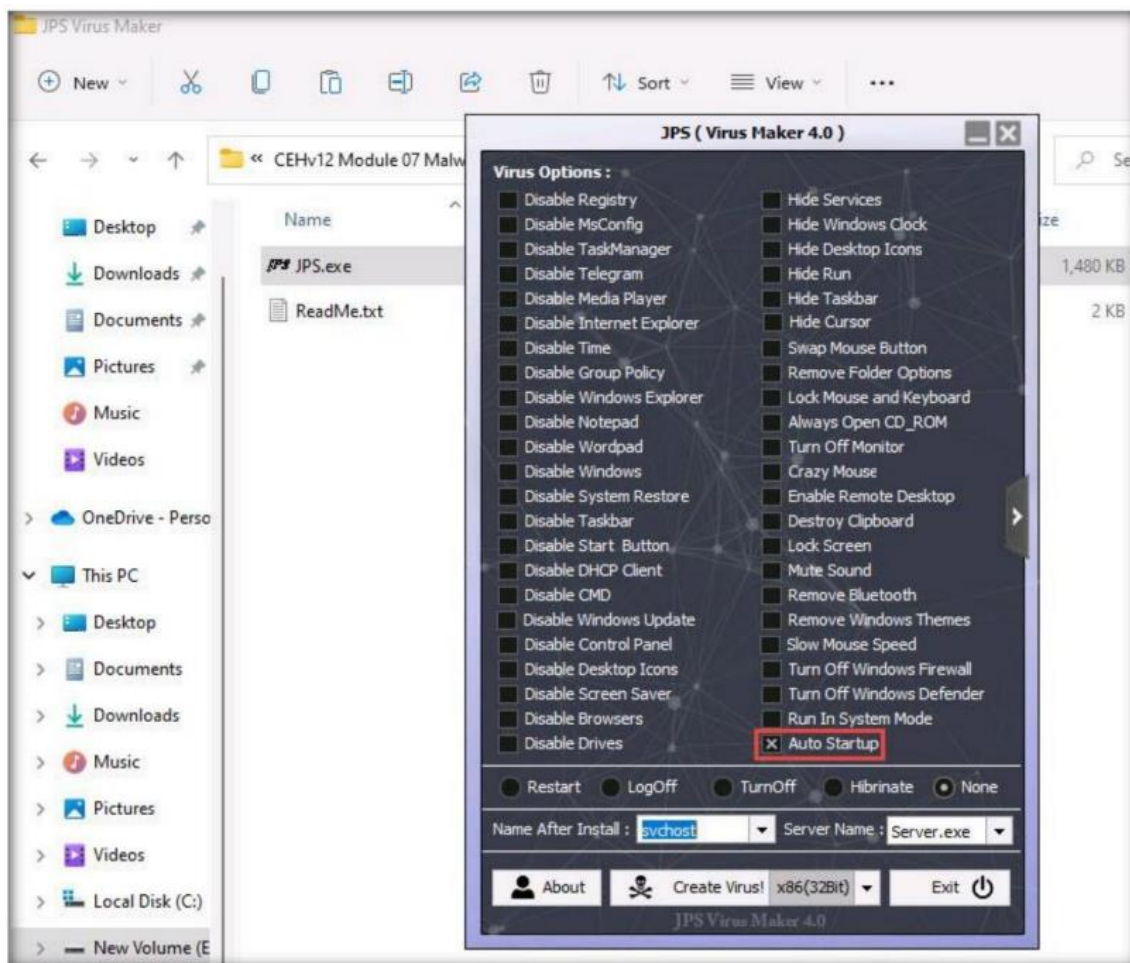 JPS Virus Maker
New
Sort
View
...
JPS ( Virus Maker 4.0 )
« CEHv12 Module 07 Malw
Se
Name
ize
JPS JPS.exe
1,480 KB
ReadMe.txt
2 KB
Desktop
Downloads
Documents
Pictures
Music
Videos
OneDrive - Perso
This PC
Desktop
Documents
Downloads
Music
Pictures
Videos
Local Disk (C:)
New Volume (E
Virus Options :
Disable Registry
Disable MsConfig
Disable TaskManager
Disable Telegram
Disable Media Player
Disable Internet Explorer
Disable Time
Disable Group Policy
Disable Windows Explorer
Disable Notepad
Disable Wordpad
Disable Windows
Disable System Restore
Disable Taskbar
Disable Start Button
Disable DHCP Client
Disable CMD
Disable Windows Update
Disable Control Panel
Disable Desktop Icons
Disable Screen Saver
Disable Browsers
Disable Drives
Hide Services
Hide Windows Clock
Hide Desktop Icons
Hide Run
Hide Taskbar
Hide Cursor
Swap Mouse Button
Remove Folder Options
Lock Mouse and Keyboard
Always Open CD_ROM
Turn Off Monitor
Crazy Mouse
Enable Remote Desktop
Destroy Clipboard
Lock Screen
Mute Sound
Remove Bluetooth
Remove Windows Themes
Slow Mouse Speed
Turn Off Windows Firewall
Turn Off Windows Defender
Run In System Mode
Auto Startup
Restart LogOff TurnOff Hibrinate None
Name After Install : svchost Server Name : Server.exe
About Create Virus! x86(32Bit) Exit
JPS Virus Maker 4.0